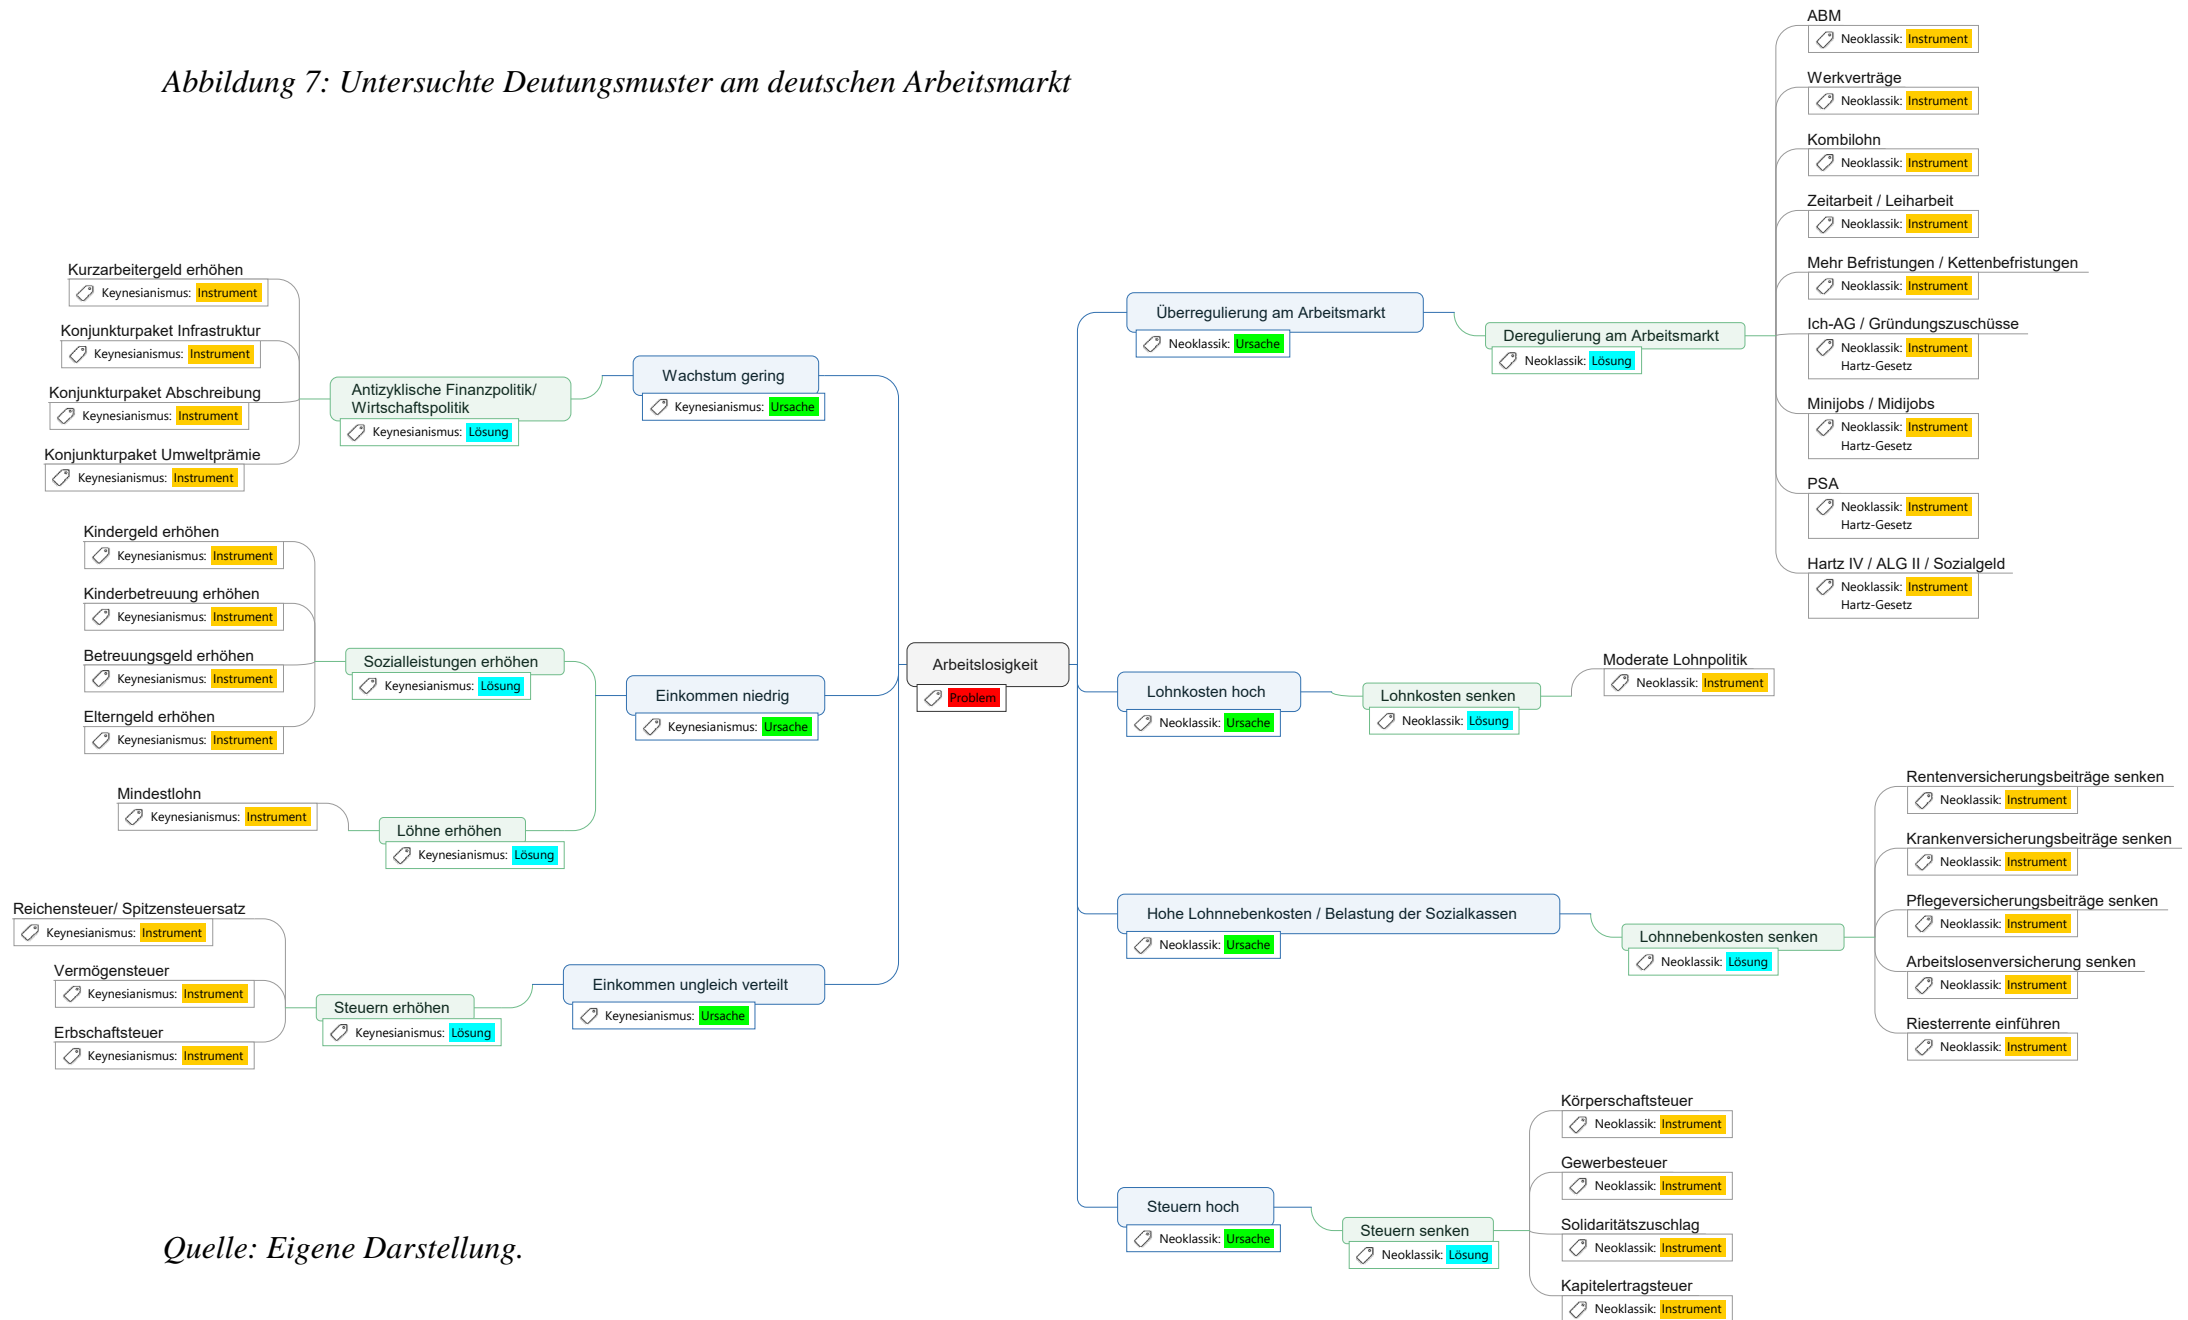 Abbildung 7: Untersuchte Deutungsmuster am deutschen Arbeitsmarkt
Kurzarbeitergeld erhöhen
Keynesianismus: Instrument
Konjunkturpaket Infrastruktur
Keynesianismus: Instrument
Konjunkturpaket Abschreibung
Keynesianismus: Instrument
Konjunkturpaket Umweltprämie
Keynesianismus: Instrument
Antizyklische Finanzpolitik/
Wirtschaftspolitik
Keynesianismus: Lösung
Wachstum gering
Keynesianismus: Ursache
Kindergeld erhöhen
Keynesianismus: Instrument
Kinderbetreuung erhöhen
Keynesianismus: Instrument
Betreuungsgeld erhöhen
Keynesianismus: Instrument
Elterngeld erhöhen
Keynesianismus: Instrument
Sozialleistungen erhöhen
Keynesianismus: Lösung
Einkommen niedrig
Keynesianismus: Ursache
Mindestlohn
Keynesianismus: Instrument
Löhne erhöhen
Keynesianismus: Lösung
Reichensteuer/ Spitzensteuersatz
Keynesianismus: Instrument
Vermögensteuer
Keynesianismus: Instrument
Erbschaftsteuer
Keynesianismus: Instrument
Steuern erhöhen
Keynesianismus: Lösung
Einkommen ungleich verteilt
Keynesianismus: Ursache
Arbeitslosigkeit
Problem
Überregulierung am Arbeitsmarkt
Neoklassik: Ursache
Deregulierung am Arbeitsmarkt
Neoklassik: Lösung
ABM
Neoklassik: Instrument
Werkverträge
Neoklassik: Instrument
Kombilohn
Neoklassik: Instrument
Zeitarbeit / Leiharbeit
Neoklassik: Instrument
Mehr Befristungen / Kettenbefristungen
Neoklassik: Instrument
Ich-AG / Gründungszuschüsse
Neoklassik: Instrument
Hartz-Gesetz
Minijobs / Midijobs
Neoklassik: Instrument
Hartz-Gesetz
PSA
Neoklassik: Instrument
Hartz-Gesetz
Hartz IV / ALG II / Sozialgeld
Neoklassik: Instrument
Hartz-Gesetz
Lohnkosten hoch
Neoklassik: Ursache
Lohnkosten senken
Neoklassik: Lösung
Moderate Lohnpolitik
Neoklassik: Instrument
Hohe Lohnnebenkosten / Belastung der Sozialkassen
Neoklassik: Ursache
Lohnnebenkosten senken
Neoklassik: Lösung
Rentenversicherungsbeiträge senken
Neoklassik: Instrument
Krankenversicherungsbeiträge senken
Neoklassik: Instrument
Pflegeversicherungsbeiträge senken
Neoklassik: Instrument
Arbeitslosenversicherung senken
Neoklassik: Instrument
Riesterrente einführen
Neoklassik: Instrument
Steuern hoch
Neoklassik: Ursache
Steuern senken
Neoklassik: Lösung
Körperschaftsteuer
Neoklassik: Instrument
Gewerbesteuer
Neoklassik: Instrument
Solidaritätszuschlag
Neoklassik: Instrument
Kapitelertragsteuer
Neoklassik: Instrument
Quelle: Eigene Darstellung.